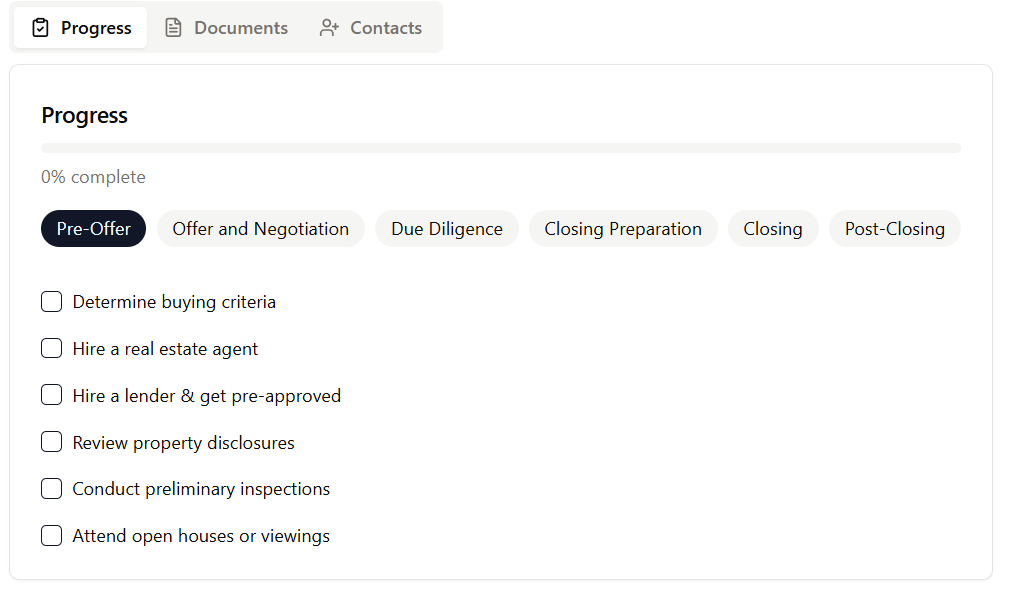 Progress Documents Contacts
Progress
0% complete
Pre-Offer Offer and Negotiation Due Diligence Closing Preparation Closing Post-Closing
Determine buying criteria
Hire a real estate agent
Hire a lender & get pre-approved
Review property disclosures
Conduct preliminary inspections
Attend open houses or viewings